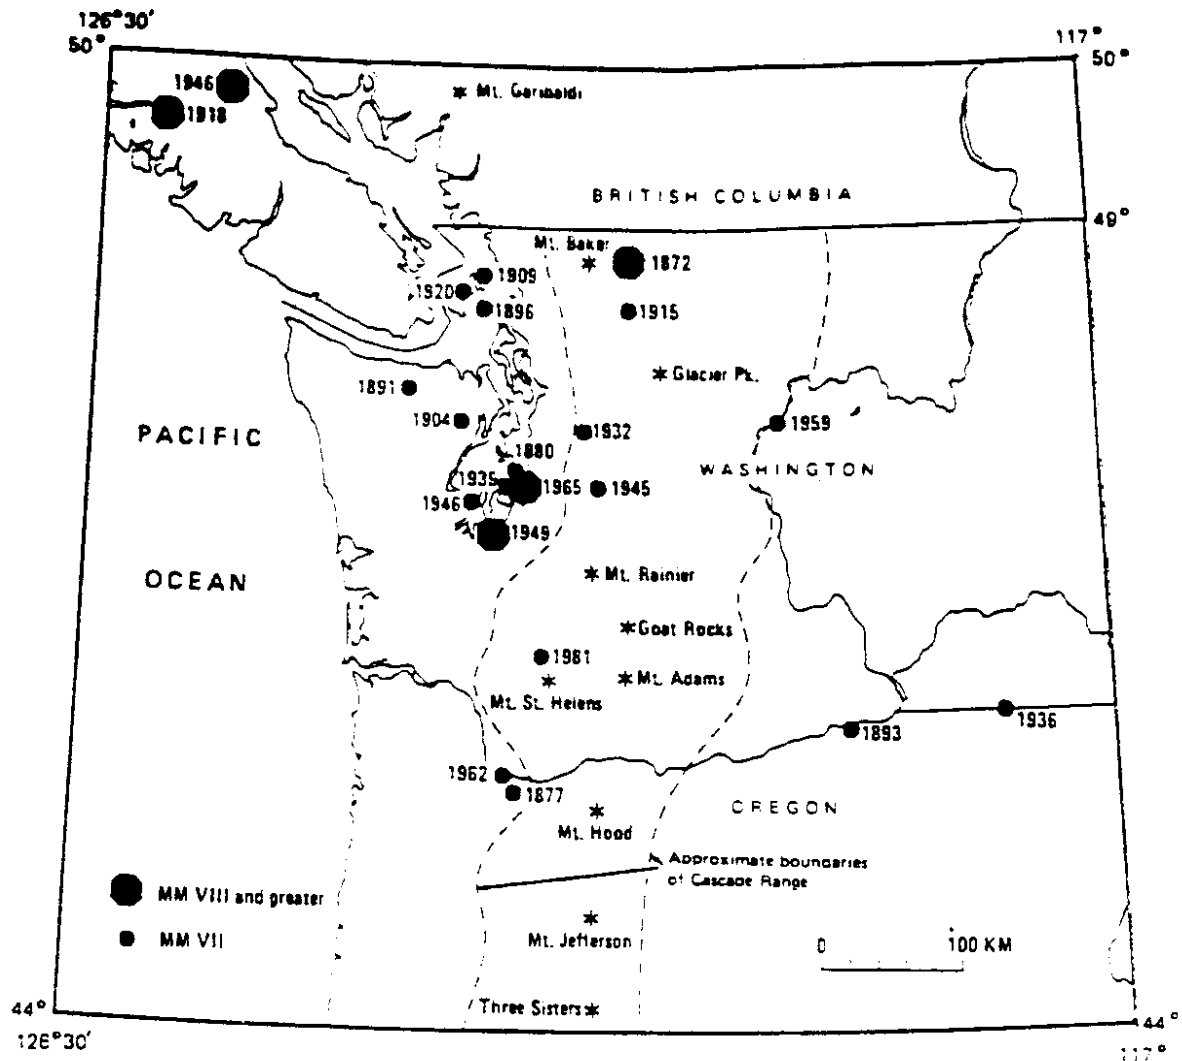 126°30'
117°
50°
50°
1946
1918
Mt. Garibaldi
BRITISH COLUMBIA
49°
Mt. Baker
1872
1909
1920
1896
1915
Glacier Pk.
1891
1904
1932
1959
PACIFIC
1880
WASHINGTON
1939
1965
1945
1946
1949
OCEAN
Mt. Rainier
Goat Rocks
1981
Mt. Adams
Mt. St. Helens
1936
1893
1962
1877
OREGON
Mt. Hood
Approximate boundaries
of Cascade Range
MM VIII and greater
MM VII
Mt. Jefferson
0 100 KM
Three Sisters
44°
44°
126°30'
117°